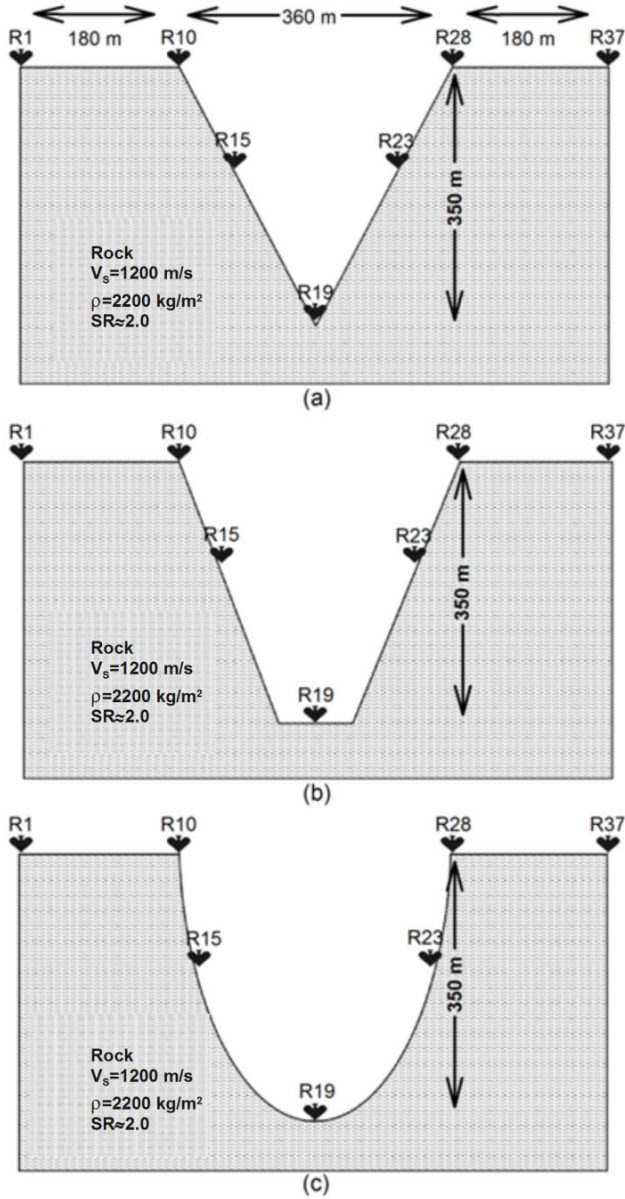 360 m
180 m
180 m
R1
R10
R28
R37
R15
R23
350 m
Rock
Vs=1200 m/s
ρ=2200 kg/m²
SR≈2.0
R19
(a)
R1
R10
R28
R37
R15
R23
350 m
Rock
Vs=1200 m/s
ρ=2200 kg/m²
SR≈2.0
R19
(b)
R1
R10
R28
R37
R15
R23
350 m
Rock
Vs=1200 m/s
ρ=2200 kg/m²
SR≈2.0
R19
(c)